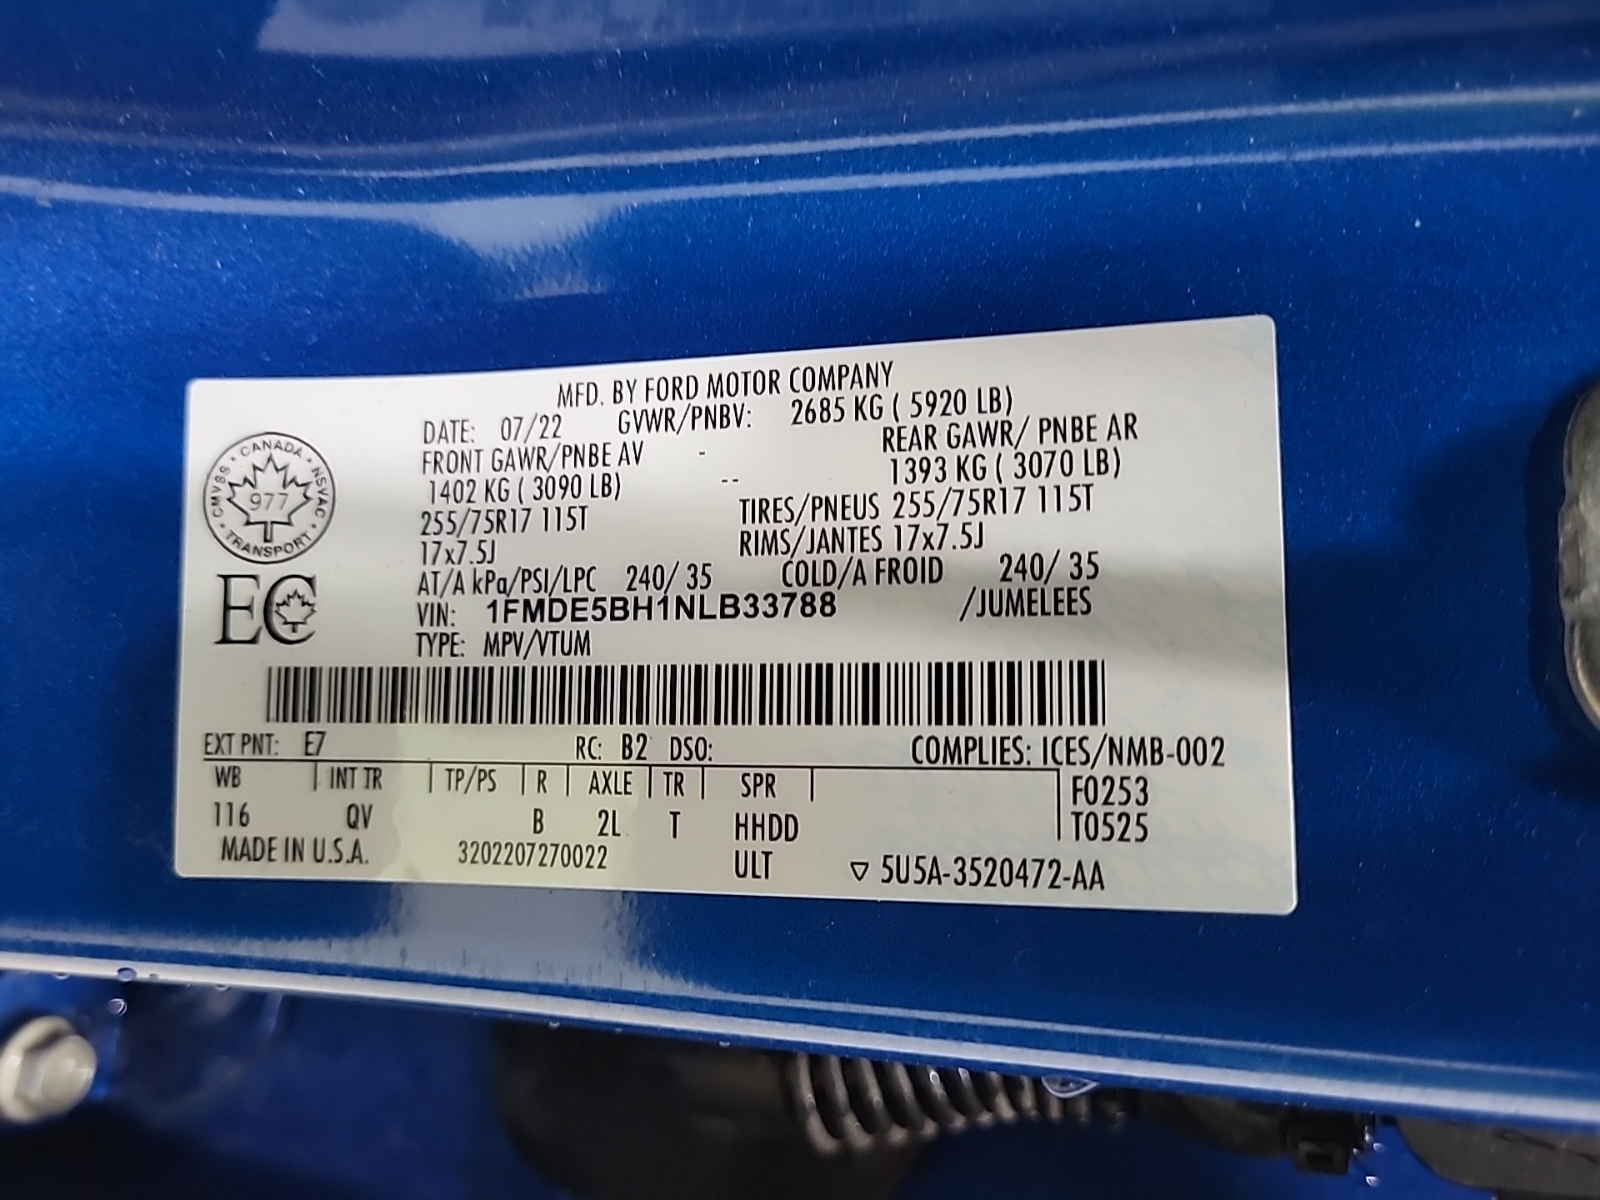 MFD. BY FORD MOTOR COMPANY
DATE: 07/22 GVWR/PNBV: 2685 KG ( 5920 LB)
FRONT GAWR/PNBE AV - REAR GAWR/ PNBE AR
1402 KG ( 3090 LB) -- 1393 KG ( 3070 LB)
255/75R17 115T TIRES/PNEUS 255/75R17 115T
17x7.5J RIMS/JANTES 17x7.5J
AT/A kPa/PSI/LPC 240/ 35 COLD/A FROID 240/ 35
VIN: 1FMDE5BH1NLB33788 /JUMELEES
TYPE: MPV/VTUM
CMVSS • CANADA • NSVAC • TRANSPORT •
977
EC
EXT PNT: E7 RC: B2 DSO: COMPLIES: ICES/NMB-002
WB | INT TR | TP/PS | R | AXLE | TR | SPR | F0253
116 QV B 2L T HHDD T0525
MADE IN U.S.A. 3202207270022 ULT ▽ 5U5A-3520472-AA